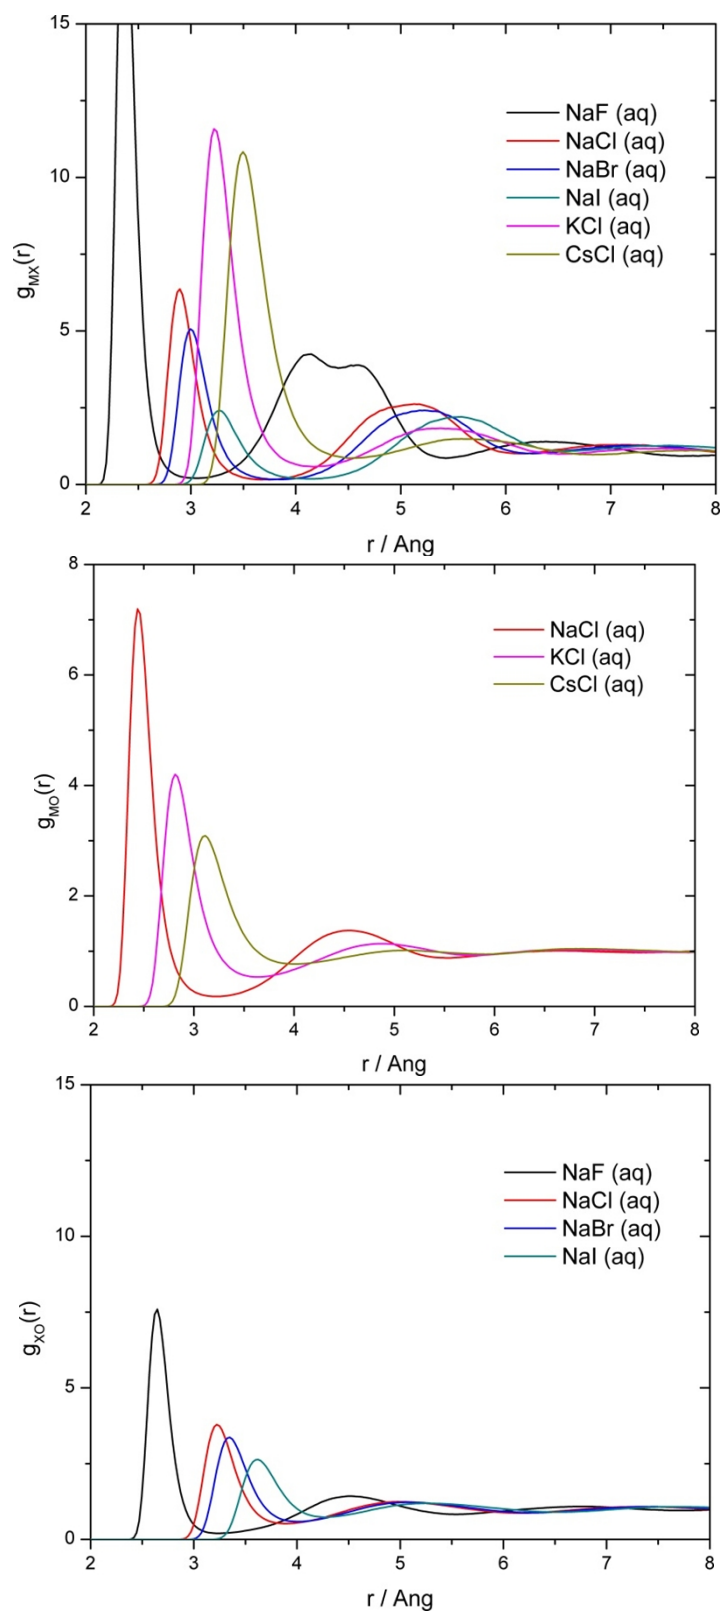 15
10
5
0
g_MX(r)
NaF (aq)
NaCl (aq)
NaBr (aq)
NaI (aq)
KCl (aq)
CsCl (aq)
2 3 4 5 6 7 8
r / Ang
8
6
4
2
0
g_MO(r)
NaCl (aq)
KCl (aq)
CsCl (aq)
2 3 4 5 6 7 8
r / Ang
15
10
5
0
g_XO(r)
NaF (aq)
NaCl (aq)
NaBr (aq)
NaI (aq)
2 3 4 5 6 7 8
r / Ang